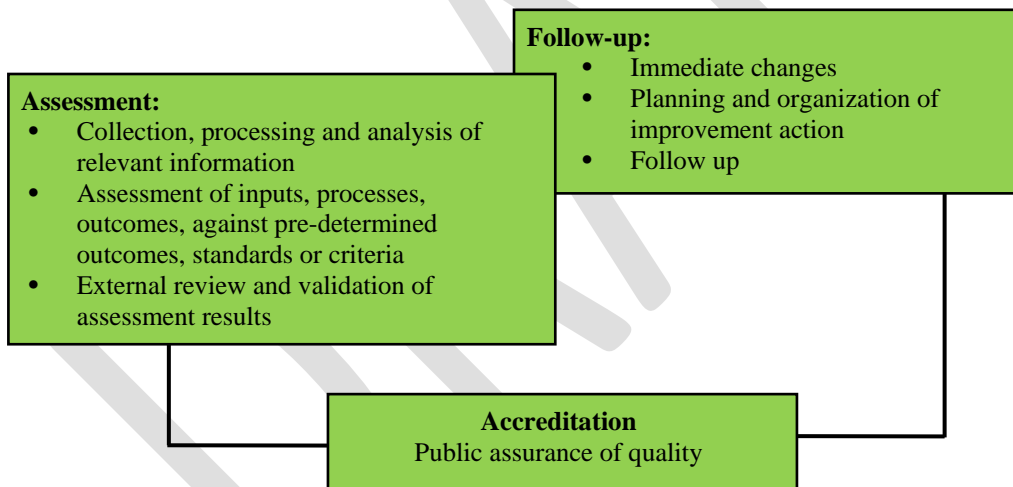 Follow-up:
• Immediate changes
• Planning and organization of
improvement action
• Follow up
Assessment:
• Collection, processing and analysis of
relevant information
• Assessment of inputs, processes,
outcomes, against pre-determined
outcomes, standards or criteria
• External review and validation of
assessment results
Accreditation
Public assurance of quality